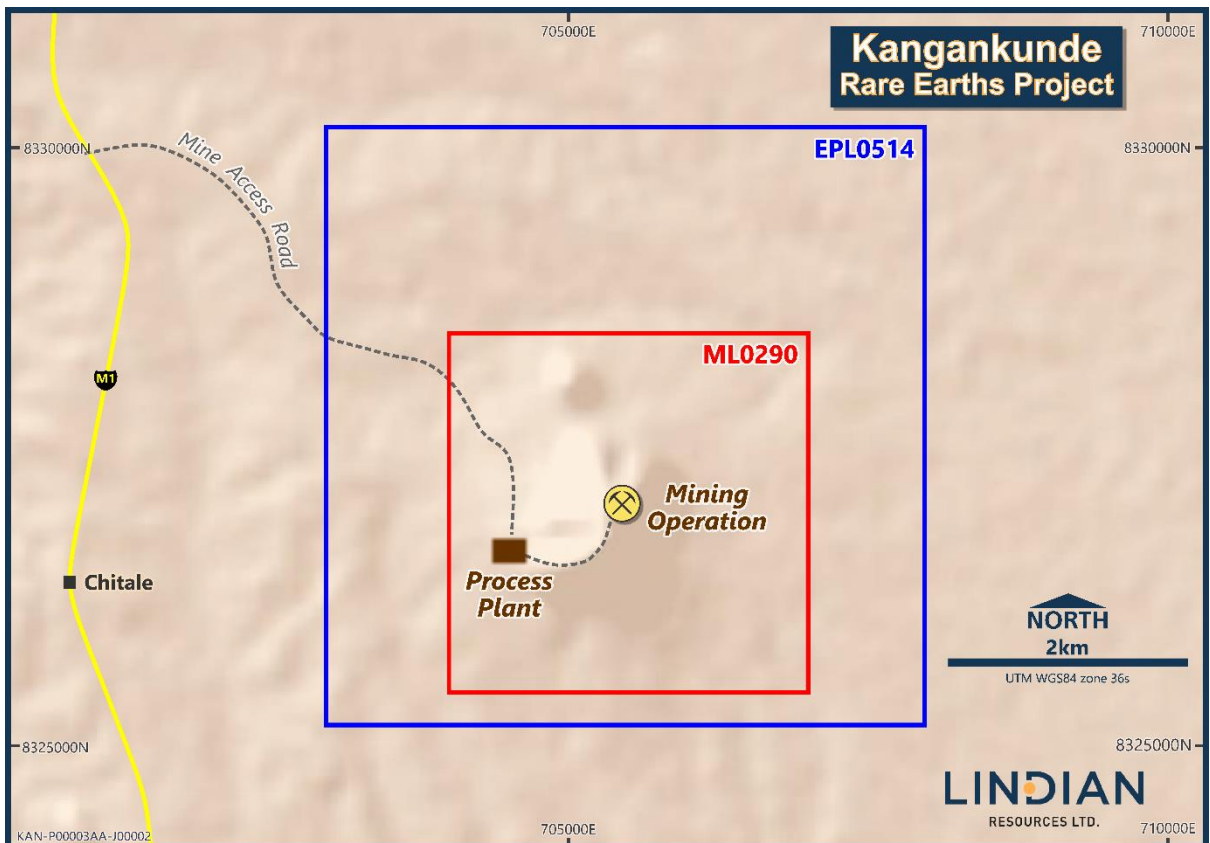 705000E
710000E
Kangankunde
Rare Earths Project
8330000N
8330000N
Mine Access Road
EPL0514
ML0290
M1
Mining
Operation
Chitale
Process
Plant
NORTH
2km
UTM WGS84 zone 36s
8325000N
8325000N
LINDIAN
RESOURCES LTD.
KAN-P00003AA-J00002
705000E
710000E